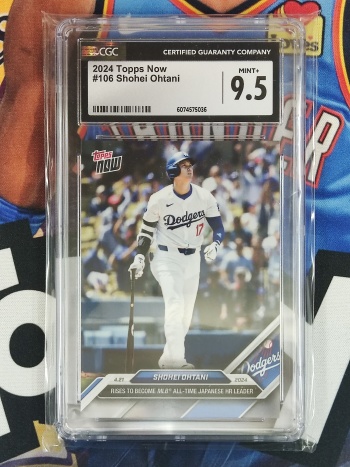 CGC
CERTIFIED GUARANTY COMPANY
2024 Topps Now
#106 Shohei Ohtani
MINT+
9.5
6074575036
Topps
NOW
Dodgers
17
Dodgers
SHOHEI OHTANI
4.21
2024
RISES TO BECOME MLB® ALL-TIME JAPANESE HR LEADER